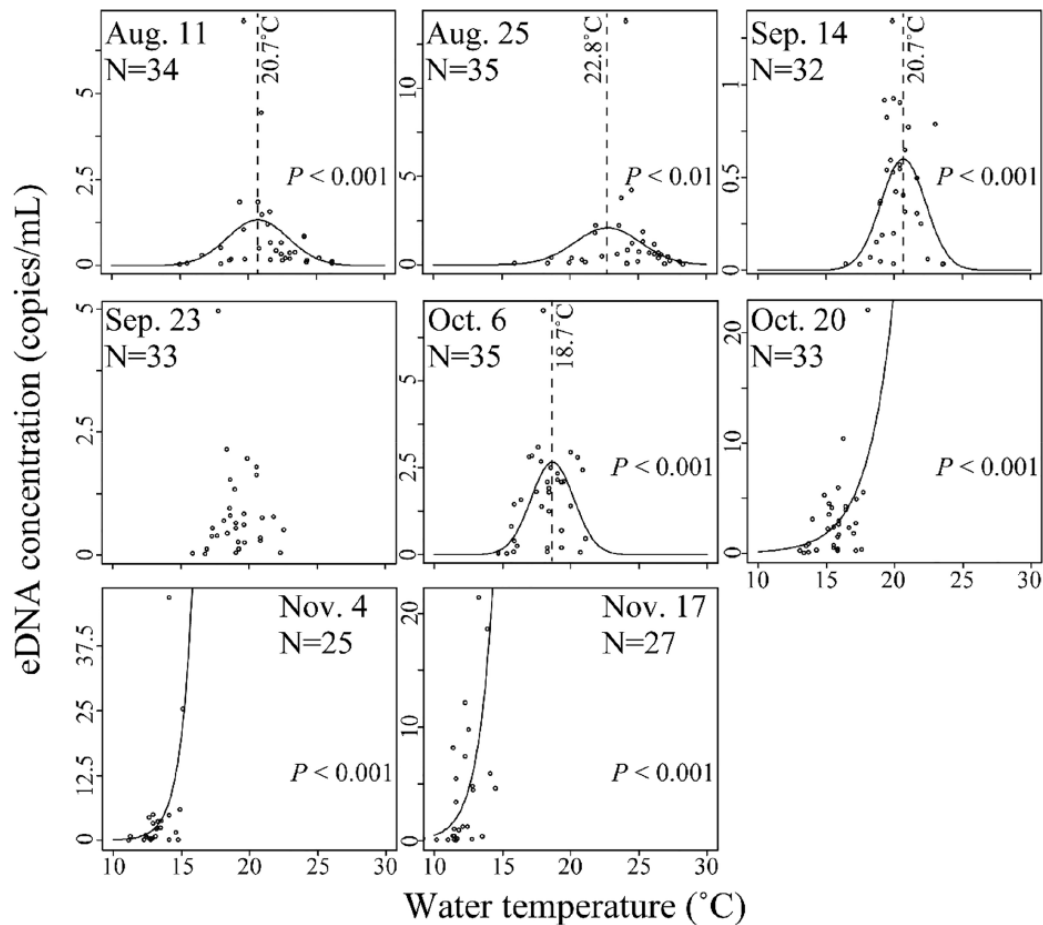 eDNA concentration (copies/mL)
Aug. 11
N=34
20.7°C
P < 0.001
5
2.5
0
Aug. 25
N=35
22.8°C
P < 0.01
10
5
0
Sep. 14
N=32
20.7°C
P < 0.001
1
0.5
0
Sep. 23
N=33
5
2.5
0
Oct. 6
N=35
18.7°C
P < 0.001
5
2.5
0
Oct. 20
N=33
P < 0.001
20
10
0
10 15 20 25 30
Nov. 4
N=25
P < 0.001
37.5
25
12.5
0
10 15 20 25 30
Nov. 17
N=27
P < 0.001
20
10
0
10 15 20 25 30
Water temperature (°C)